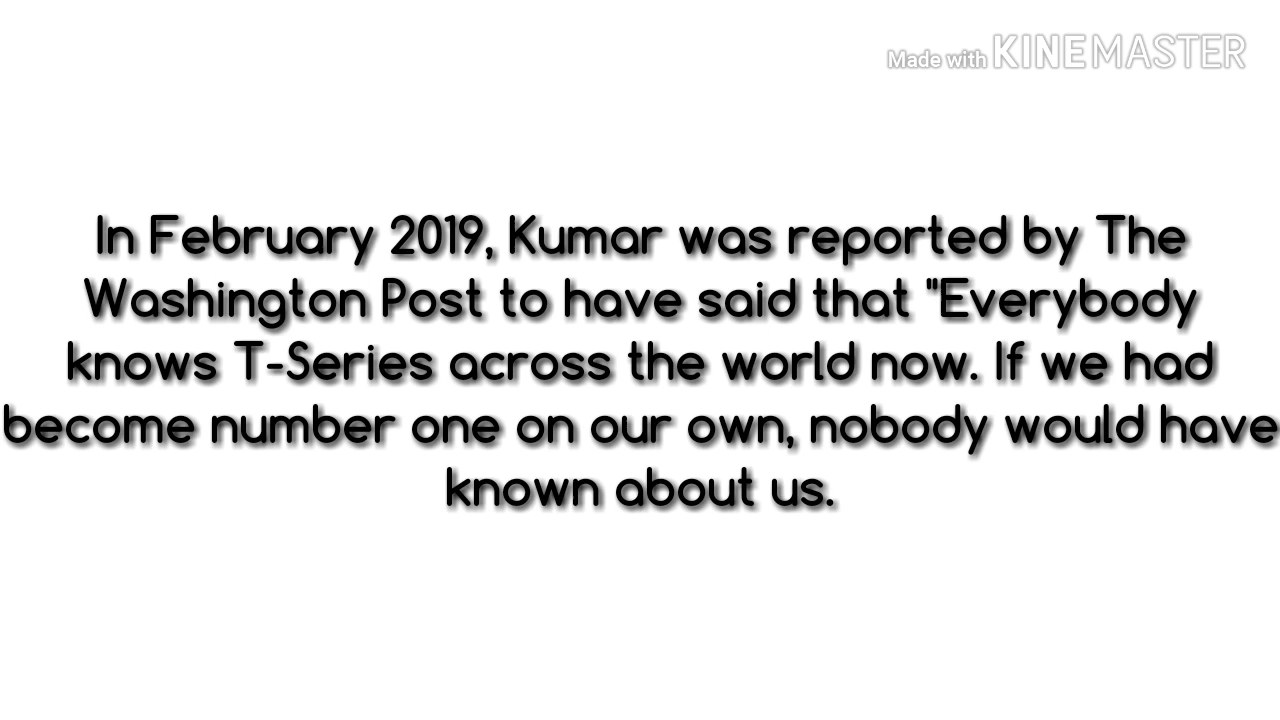 Made with KINEMASTER
In February 2019, Kumar was reported by The
Washington Post to have said that "Everybody
knows T-Series across the world now. If we had
become number one on our own, nobody would have
known about us.